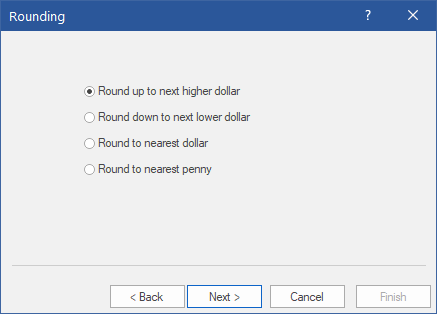 Rounding ?
Round up to next higher dollar
Round down to next lower dollar
Round to nearest dollar
Round to nearest penny
< Back Next > Cancel Finish